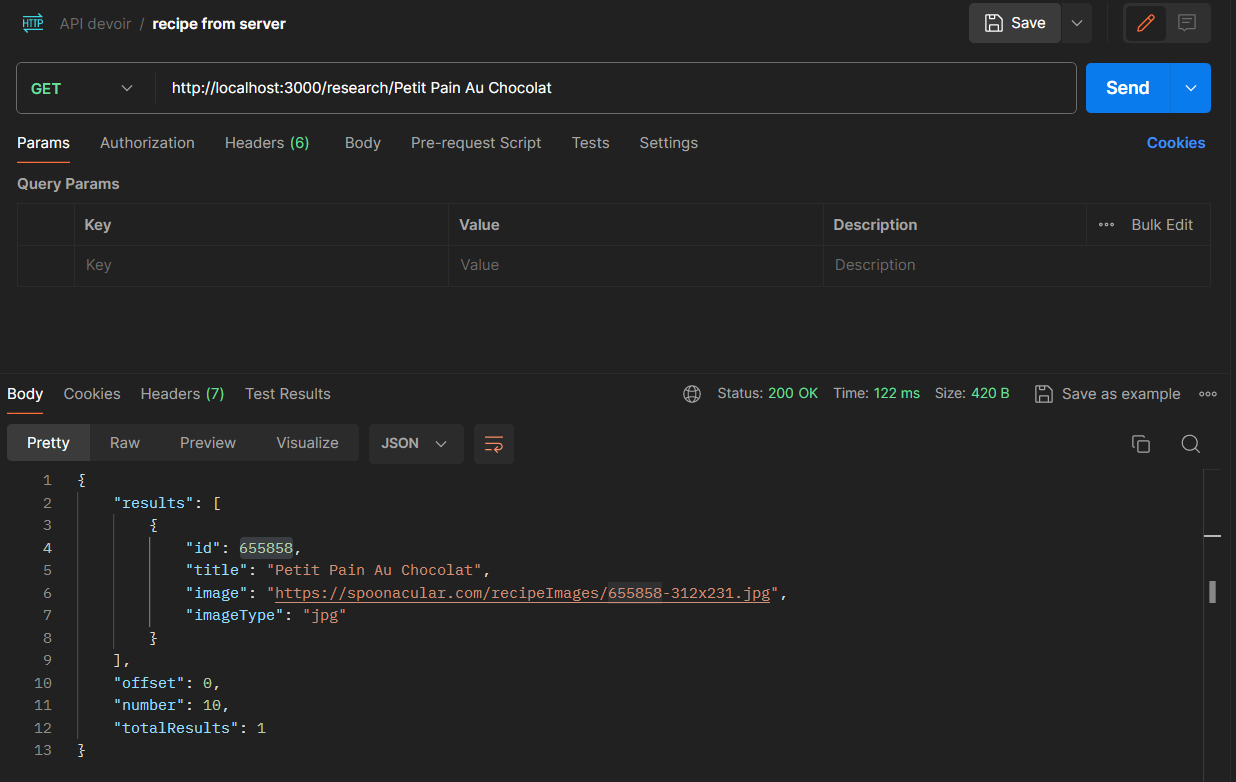 HTTP API devoir / recipe from server Save
GET http://localhost:3000/research/Petit Pain Au Chocolat Send
Params Authorization Headers (6) Body Pre-request Script Tests Settings Cookies
Query Params
Key Value Description Bulk Edit
Key Value Description
Body Cookies Headers (7) Test Results Status: 200 OK Time: 122 ms Size: 420 B Save as example
Pretty Raw Preview Visualize JSON
1 {
2 "results": [
3 {
4 "id": 655858,
5 "title": "Petit Pain Au Chocolat",
6 "image": "https://spoonacular.com/recipeImages/655858-312x231.jpg",
7 "imageType": "jpg"
8 }
9 ],
10 "offset": 0,
11 "number": 10,
12 "totalResults": 1
13 }